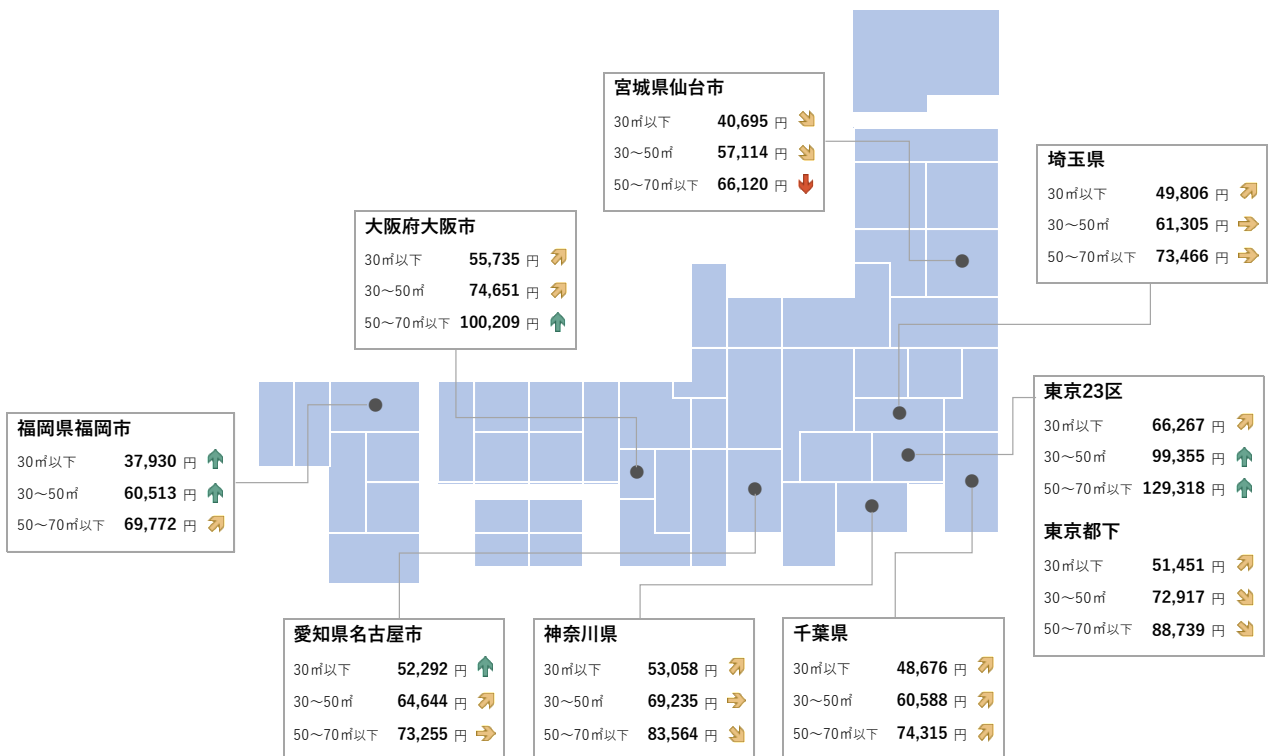 宮城県仙台市
30㎡以下 40,695 円
30～50㎡ 57,114 円
50～70㎡以下 66,120 円
埼玉県
30㎡以下 49,806 円
30～50㎡ 61,305 円
50～70㎡以下 73,466 円
大阪府大阪市
30㎡以下 55,735 円
30～50㎡ 74,651 円
50～70㎡以下 100,209 円
東京23区
30㎡以下 66,267 円
30～50㎡ 99,355 円
50～70㎡以下 129,318 円
東京都下
30㎡以下 51,451 円
30～50㎡ 72,917 円
50～70㎡以下 88,739 円
福岡県福岡市
30㎡以下 37,930 円
30～50㎡ 60,513 円
50～70㎡以下 69,772 円
愛知県名古屋市
30㎡以下 52,292 円
30～50㎡ 64,644 円
50～70㎡以下 73,255 円
神奈川県
30㎡以下 53,058 円
30～50㎡ 69,235 円
50～70㎡以下 83,564 円
千葉県
30㎡以下 48,676 円
30～50㎡ 60,588 円
50～70㎡以下 74,315 円